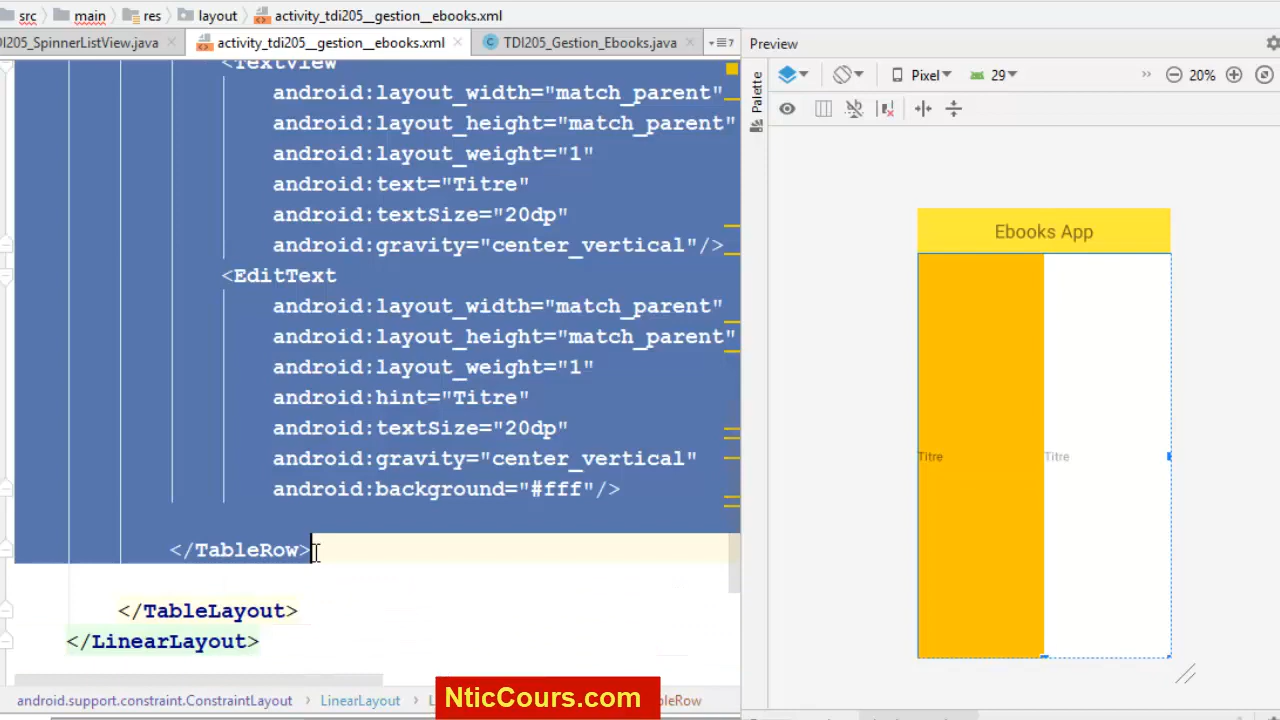 src main res layout activity_tdi205__gestion__ebooks.xml
DI205_SpinnerListView.java activity_tdi205__gestion__ebooks.xml TDI205_Gestion_Ebooks.java 7 Preview
Palette
Pixel 29 20%
<TextView
android:layout_width="match_parent"
android:layout_height="match_parent"
android:layout_weight="1"
android:text="Titre"
android:textSize="20dp"
android:gravity="center_vertical"/>
<EditText
android:layout_width="match_parent"
android:layout_height="match_parent"
android:layout_weight="1"
android:hint="Titre"
android:textSize="20dp"
android:gravity="center_vertical"
android:background="#fff"/>
</TableRow>
</TableLayout>
</LinearLayout>
Ebooks App
Titre Titre
android.support.constraint.ConstraintLayout LinearLayout L bleRow
NticCours.com